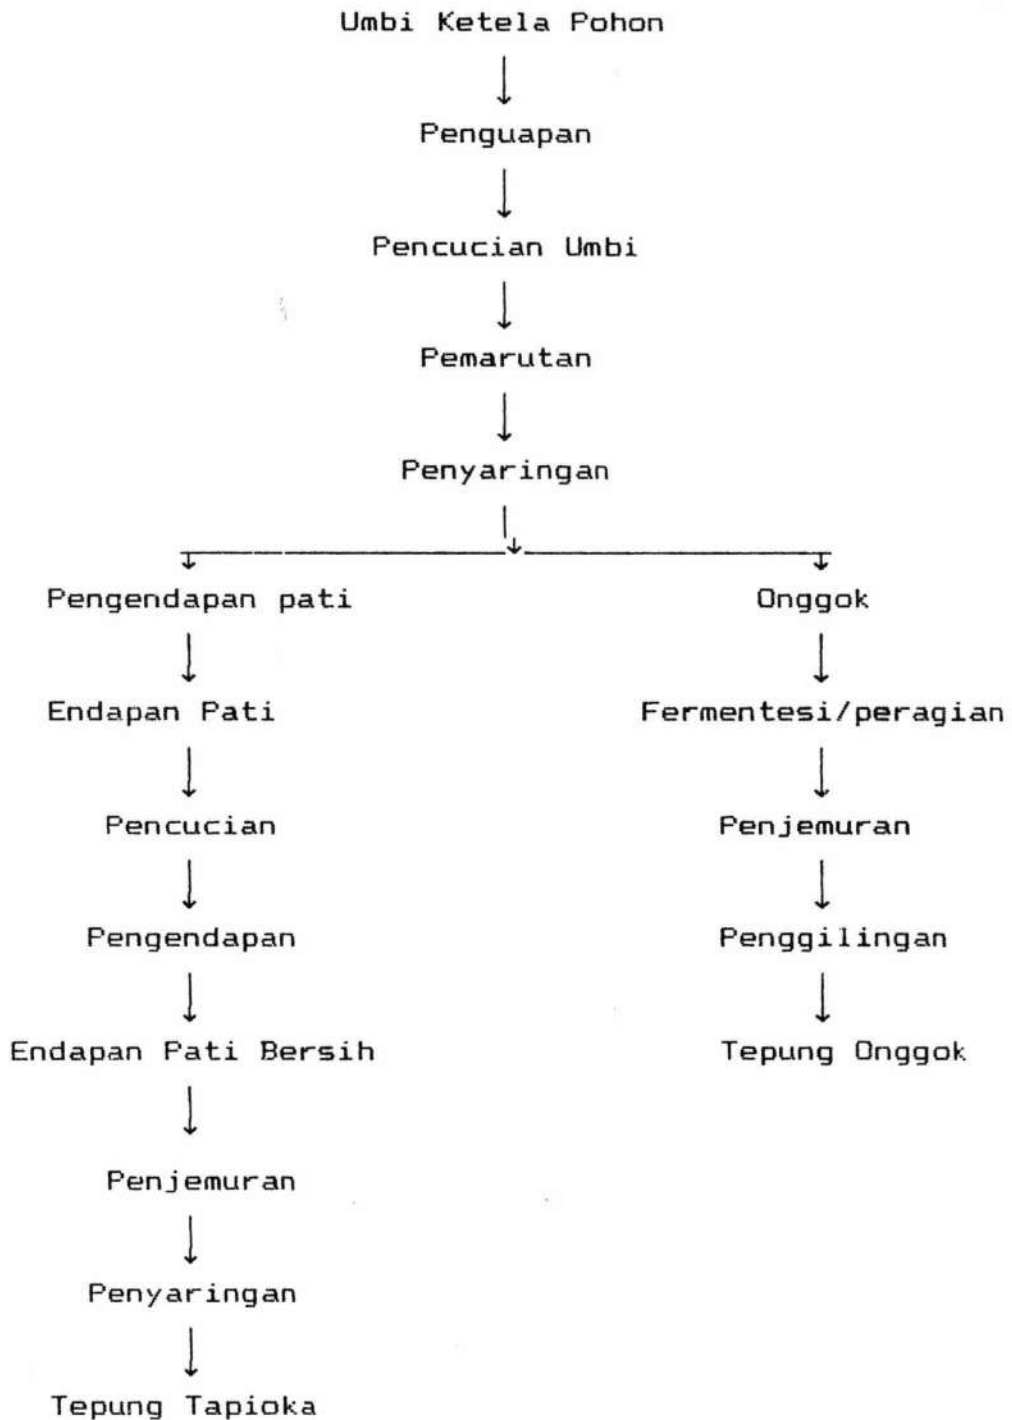 Umbi Ketela Pohon
Penguapan
Pencucian Umbi
Pemarutan
Penyaringan
Pengendapan pati
Endapan Pati
Pencucian
Pengendapan
Endapan Pati Bersih
Penjemuran
Penyaringan
Tepung Tapioka
Onggok
Fermentesi/peragian
Penjemuran
Penggilingan
Tepung Onggok